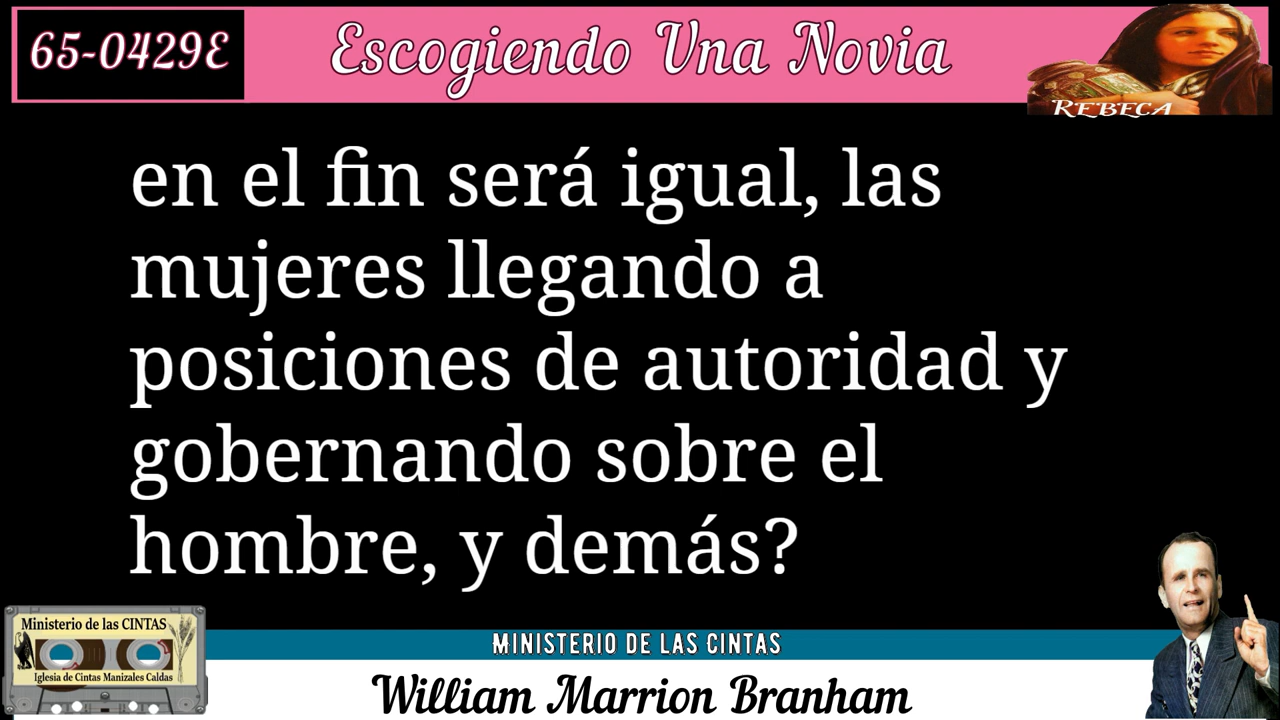 65-0429E
Escogiendo Una Novia
REBECA
en el fin será igual, las
mujeres llegando a
posiciones de autoridad y
gobernando sobre el
hombre, y demás?
Ministerio de las CINTAS
Iglesia de Cintas Manizales Caldas
MINISTERIO DE LAS CINTAS
William Marrion Branham